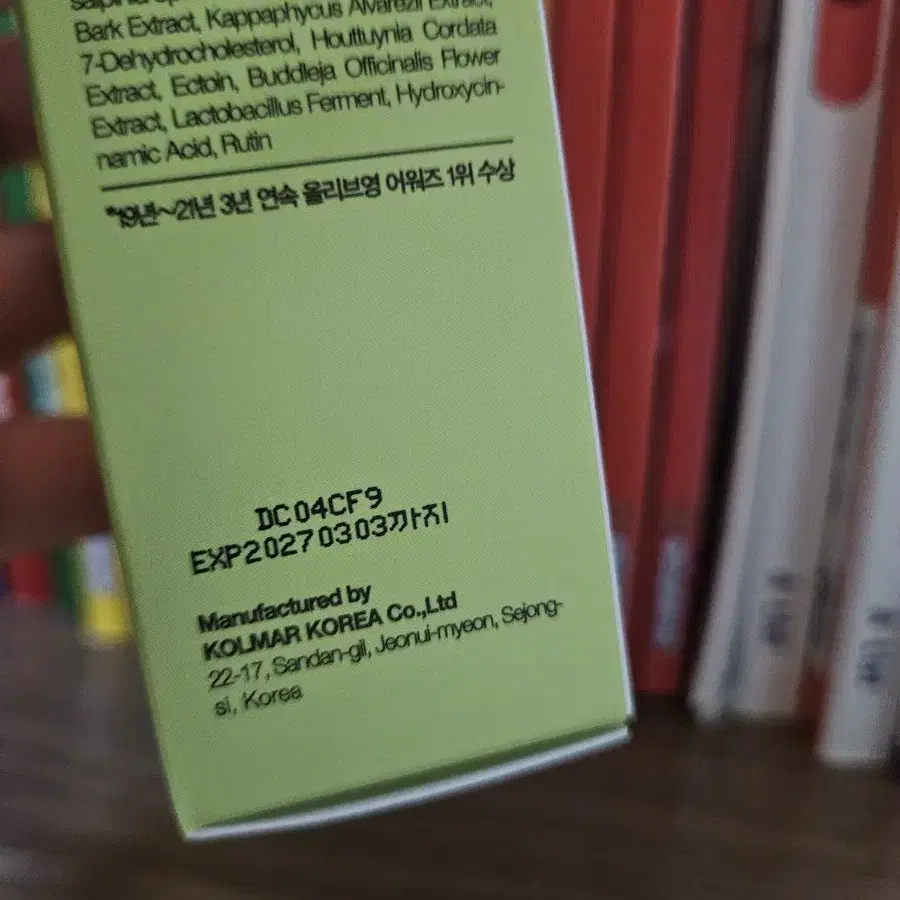 Bark Extract, Kappaphycus Alvarezii Extract,
7-Dehydrocholesterol, Houttuynia Cordata
Extract, Ectoin, Buddleja Officinalis Flower
Extract, Lactobacillus Ferment, Hydroxycin-
namic Acid, Rutin
*19년~21년 3년 연속 올리브영 어워즈 1위 수상
DC04CF9
EXP20270303까지
Manufactured by
KOLMAR KOREA Co.,Ltd
22-17, Sandan-gil, Jeonui-myeon, Sejong-
si, Korea